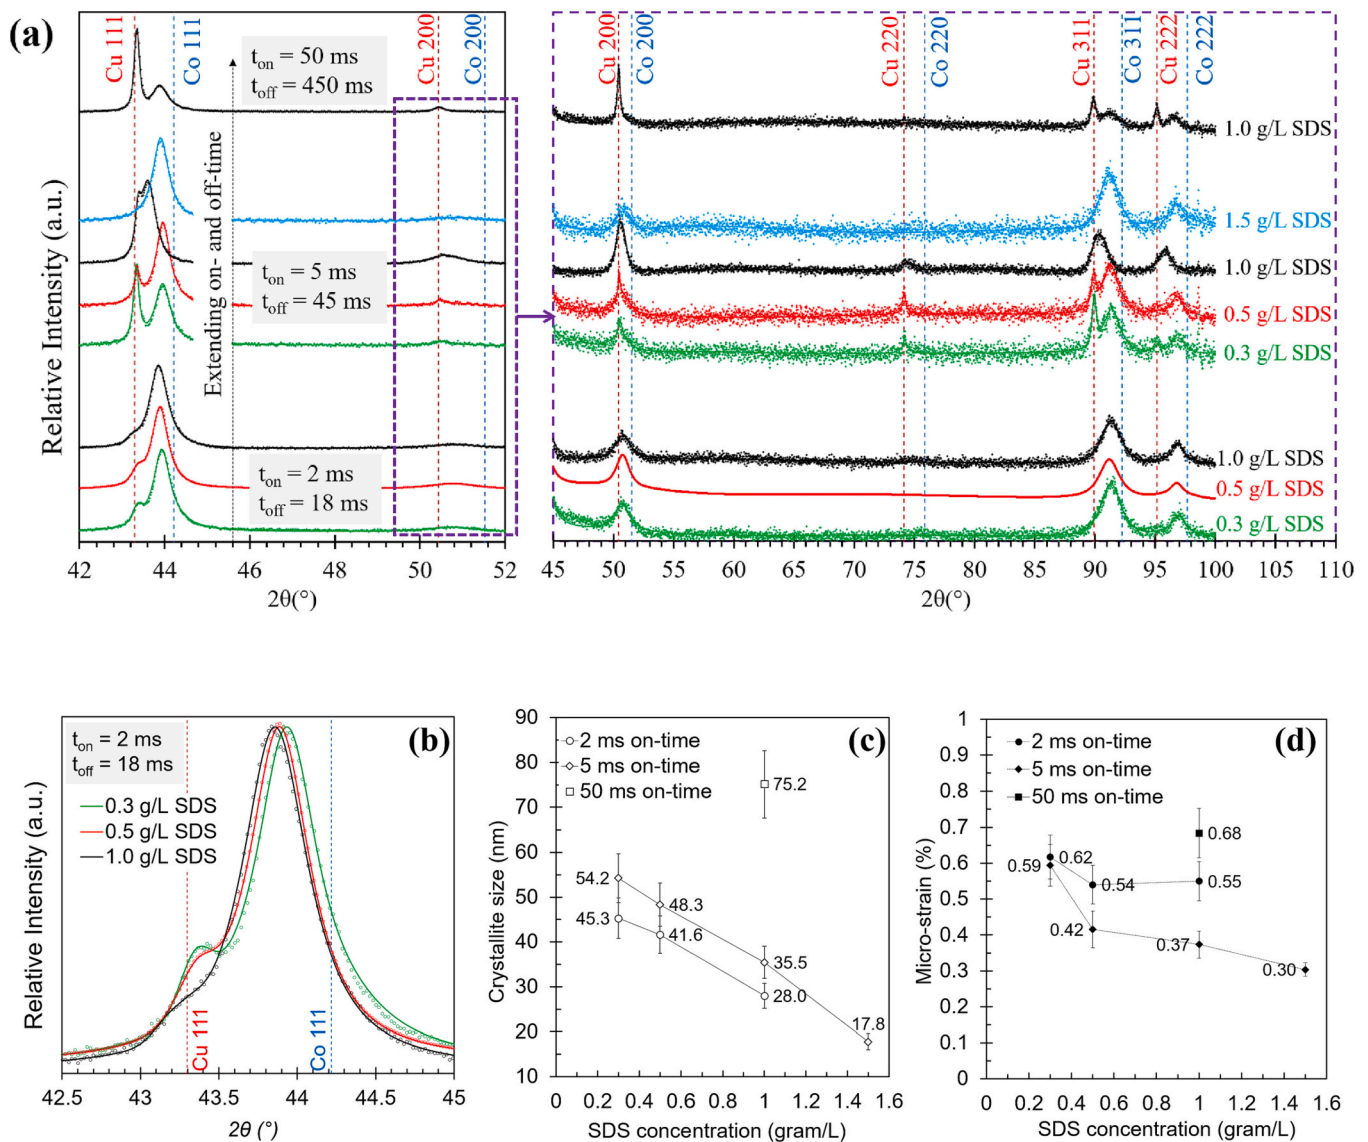 (a)
Cu 111
Co 111
Cu 200
Co 200
t_on = 50 ms
t_off = 450 ms
t_on = 5 ms
t_off = 45 ms
t_on = 2 ms
t_off = 18 ms
Extending on- and off-time
Relative Intensity (a.u.)
42 44 46 48 50 52
2θ(°)
Cu 200
Co 200
Cu 220
Co 220
Cu 311
Co 311
Cu 222
Co 222
1.0 g/L SDS
1.5 g/L SDS
1.0 g/L SDS
0.5 g/L SDS
0.3 g/L SDS
1.0 g/L SDS
0.5 g/L SDS
0.3 g/L SDS
45 50 55 60 65 70 75 80 85 90 95 100 105 110
2θ(°)
(b)
t_on = 2 ms
t_off = 18 ms
0.3 g/L SDS
0.5 g/L SDS
1.0 g/L SDS
Cu 111
Co 111
Relative Intensity (a.u.)
42.5 43 43.5 44 44.5 45
2θ (°)
(c)
2 ms on-time
5 ms on-time
50 ms on-time
75.2
54.2
48.3
45.3
41.6
35.5
28.0
17.8
Crystallite size (nm)
90
80
70
60
50
40
30
20
10
0 0.2 0.4 0.6 0.8 1 1.2 1.4 1.6
SDS concentration (gram/L)
(d)
2 ms on-time
5 ms on-time
50 ms on-time
0.68
0.62
0.59
0.54
0.55
0.42
0.37
0.30
Micro-strain (%)
1
0.9
0.8
0.7
0.6
0.5
0.4
0.3
0.2
0.1
0
0 0.2 0.4 0.6 0.8 1 1.2 1.4 1.6
SDS concentration (gram/L)